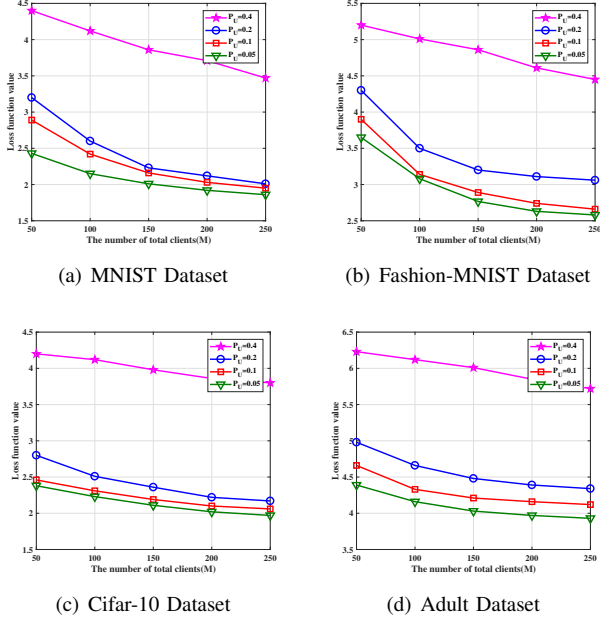 4.5
4
3.5
3
2.5
2
1.5
Loss function value
50 100 150 200 250
The number of total clients(M)
P_U=0.4
P_U=0.2
P_U=0.1
P_U=0.05
(a) MNIST Dataset
5.5
5
4.5
4
3.5
3
2.5
Loss function value
50 100 150 200 250
The number of total clients(M)
P_U=0.4
P_U=0.2
P_U=0.1
P_U=0.05
(b) Fashion-MNIST Dataset
4.5
4
3.5
3
2.5
2
1.5
Loss function value
50 100 150 200 250
The number of total clients(M)
P_U=0.4
P_U=0.2
P_U=0.1
P_U=0.05
(c) Cifar-10 Dataset
6.5
6
5.5
5
4.5
4
3.5
Loss function value
50 100 150 200 250
The number of total clients(M)
P_U=0.4
P_U=0.2
P_U=0.1
P_U=0.05
(d) Adult Dataset